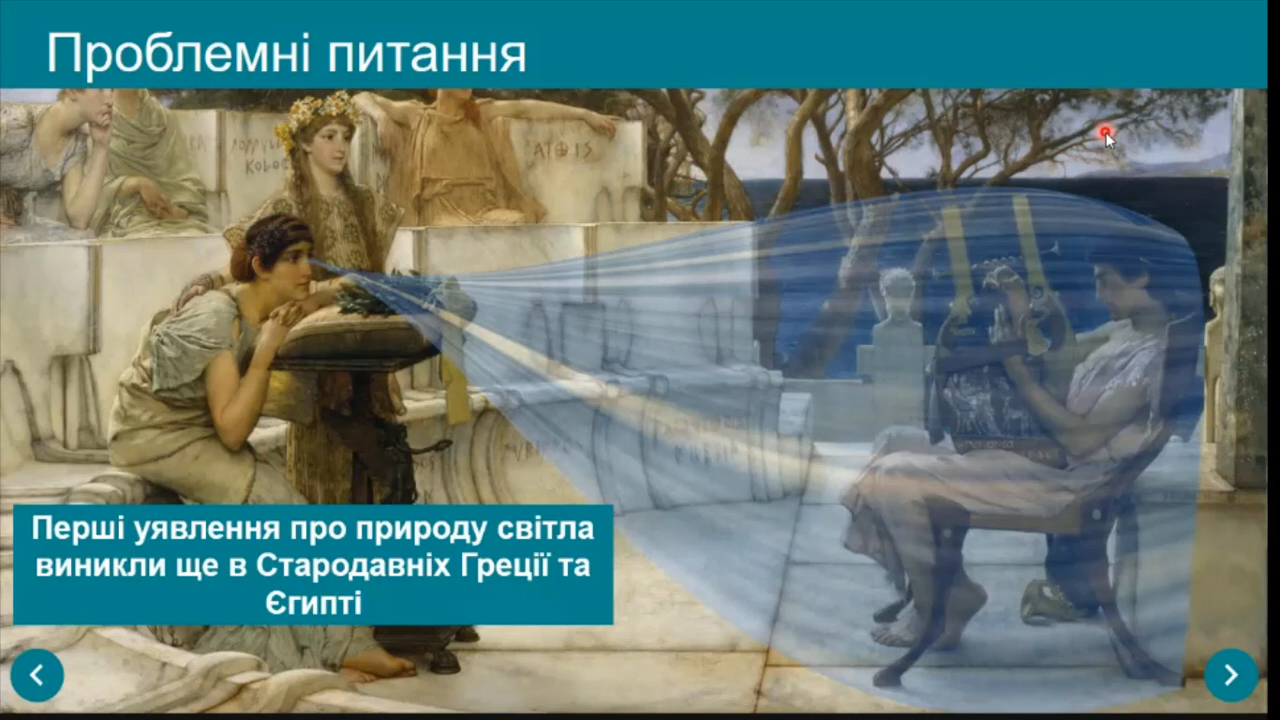 Проблемні питання
Перші уявлення про природу світла
виникли ще в Стародавніх Греції та
Єгипті